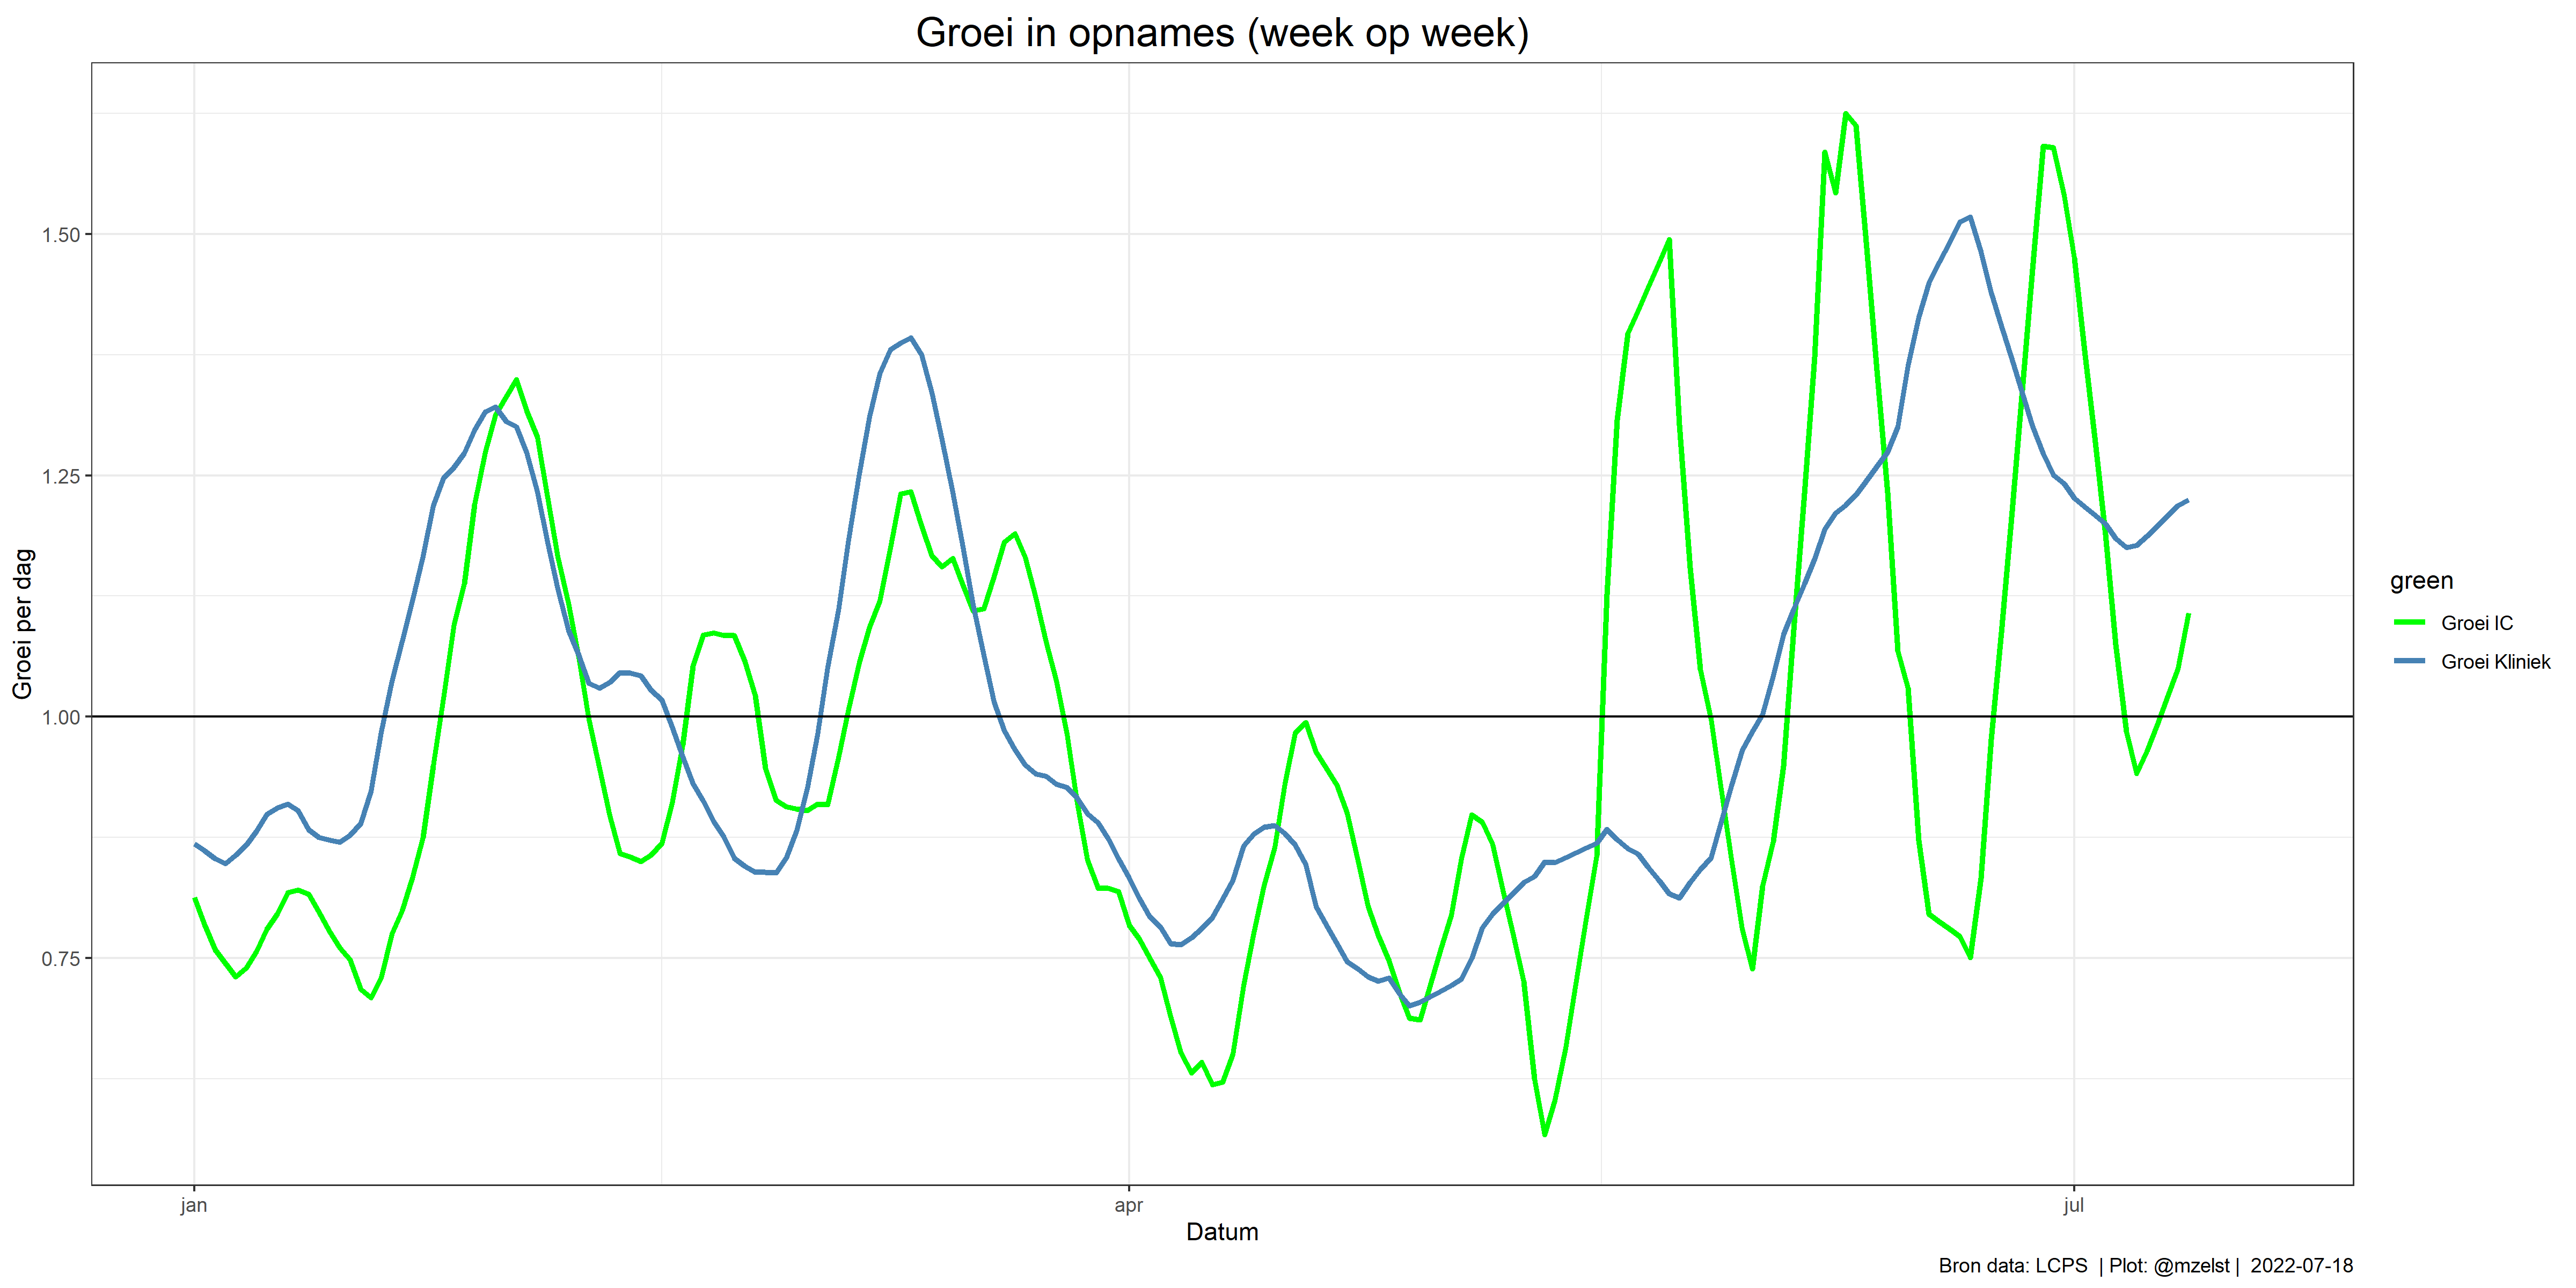 Groei in opnames (week op week)
1.50
1.25
1.00
0.75
Groei per dag
jan
apr
jul
Datum
green
Groei IC
Groei Kliniek
Bron data: LCPS | Plot: @mzelst | 2022-07-18